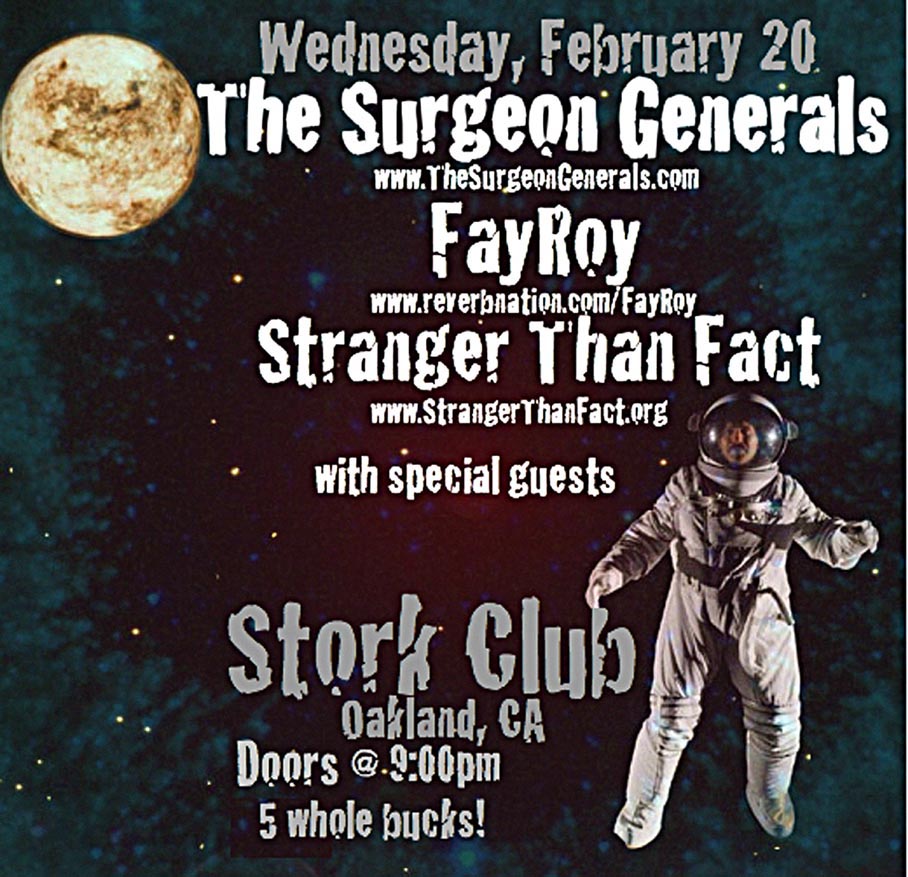 Wednesday, February 20
The Surgeon Generals
www.TheSurgeonGenerals.com
FayRoy
www.reverbnation.com/FayRoy
Stranger Than Fact
www.StrangerThanFact.org
with special guests
Stork Club
Oakland, CA
Doors @ 9:00pm
5 whole bucks!